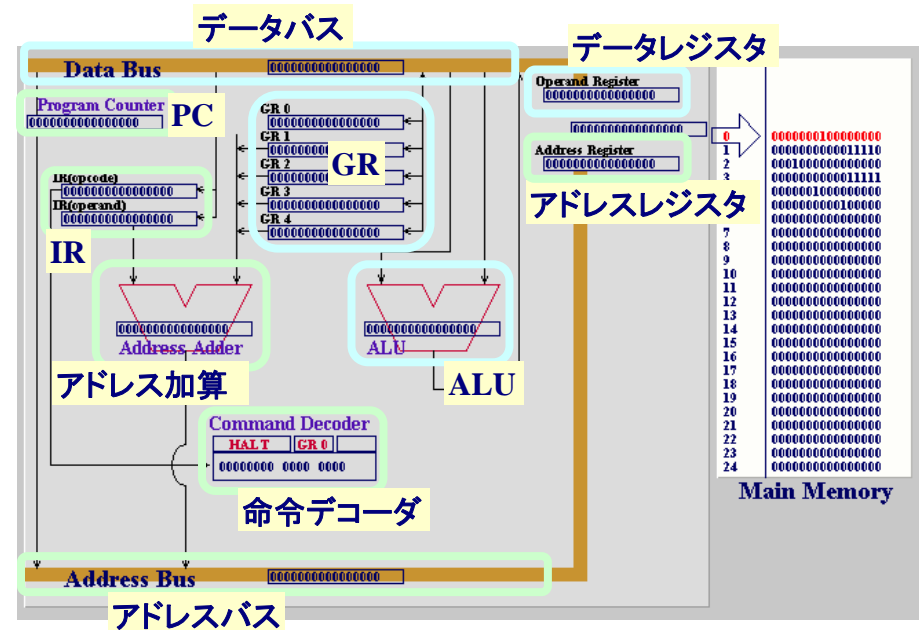 データバス
データレジスタ
Data Bus 0000000000000000
Operand Register
0000000000000000
Program Counter
0000000000000000
PC
GR 0
0000000000000000
GR 1
GR 2
GR
GR 3
0000000000000000
GR 4
0000000000000000
0000000000000000
Address Register
0000000000000000
アドレスレジスタ
IR(opcode)
0000000000000000
IR(operand)
0000000000000000
IR
0000000000000000
Address Adder
アドレス加算
0000000000000000
ALU
ALU
Command Decoder
HALT GR 0
00000000 0000 0000
命令デコーダ
Address Bus 0000000000000000
アドレスバス
0 0000000100000000
1 0000000000011110
2 0001000000000000
3 0000000000011111
0000001000000000
0000000000100000
0000000000000000
7 0000000000000000
8 0000000000000000
9 0000000000000000
10 0000000000000000
11 0000000000000000
12 0000000000000000
13 0000000000000000
14 0000000000000000
15 0000000000000000
16 0000000000000000
17 0000000000000000
18 0000000000000000
19 0000000000000000
20 0000000000000000
21 0000000000000000
22 0000000000000000
23 0000000000000000
24 0000000000000000
Main Memory